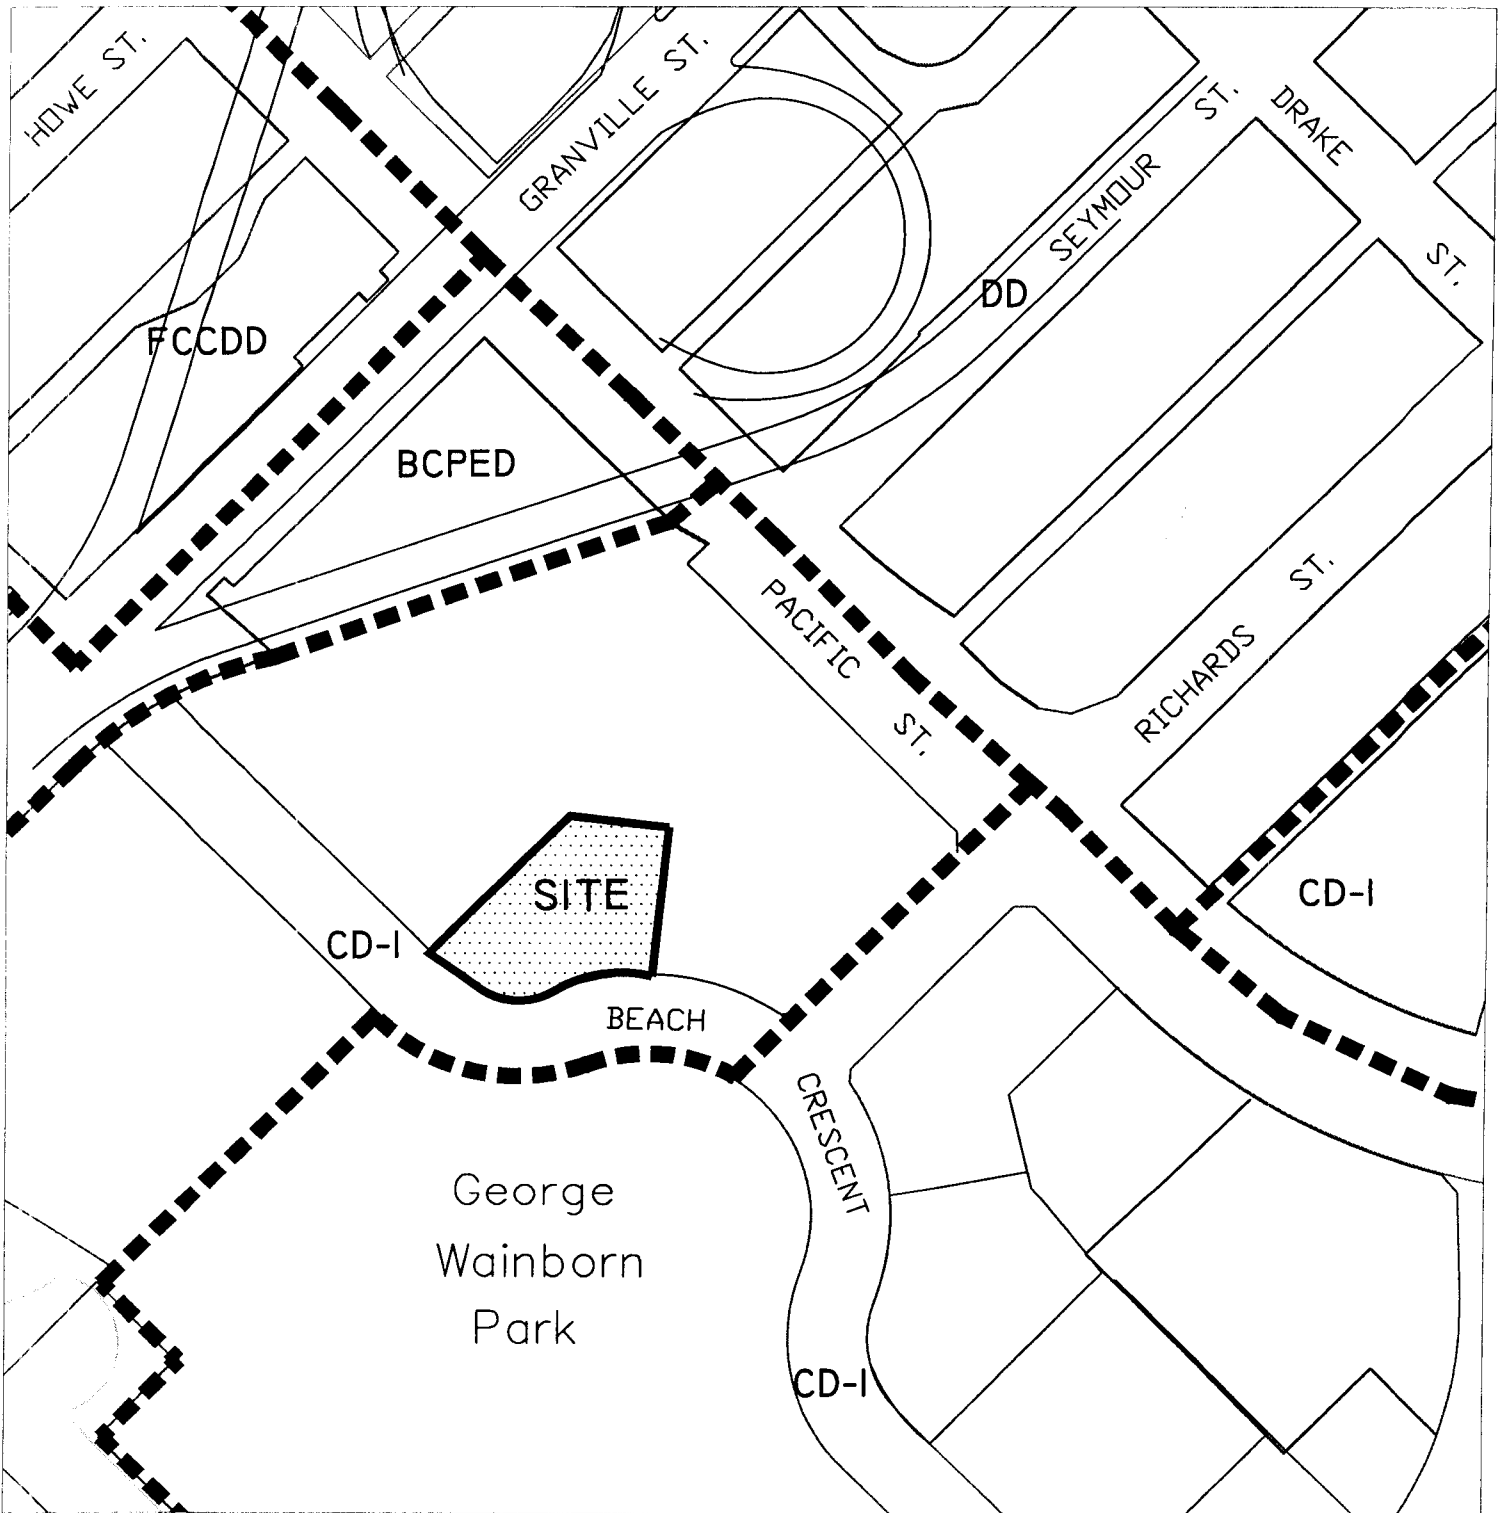 HOWE ST.
GRANVILLE ST.
SEYMOUR ST.
DRAKE ST.
DD
FCCDD
BCPED
PACIFIC ST.
RICHARDS ST.
SITE
CD-1
CD-1
BEACH CRESCENT
George
Wainborn
Park
CD-1